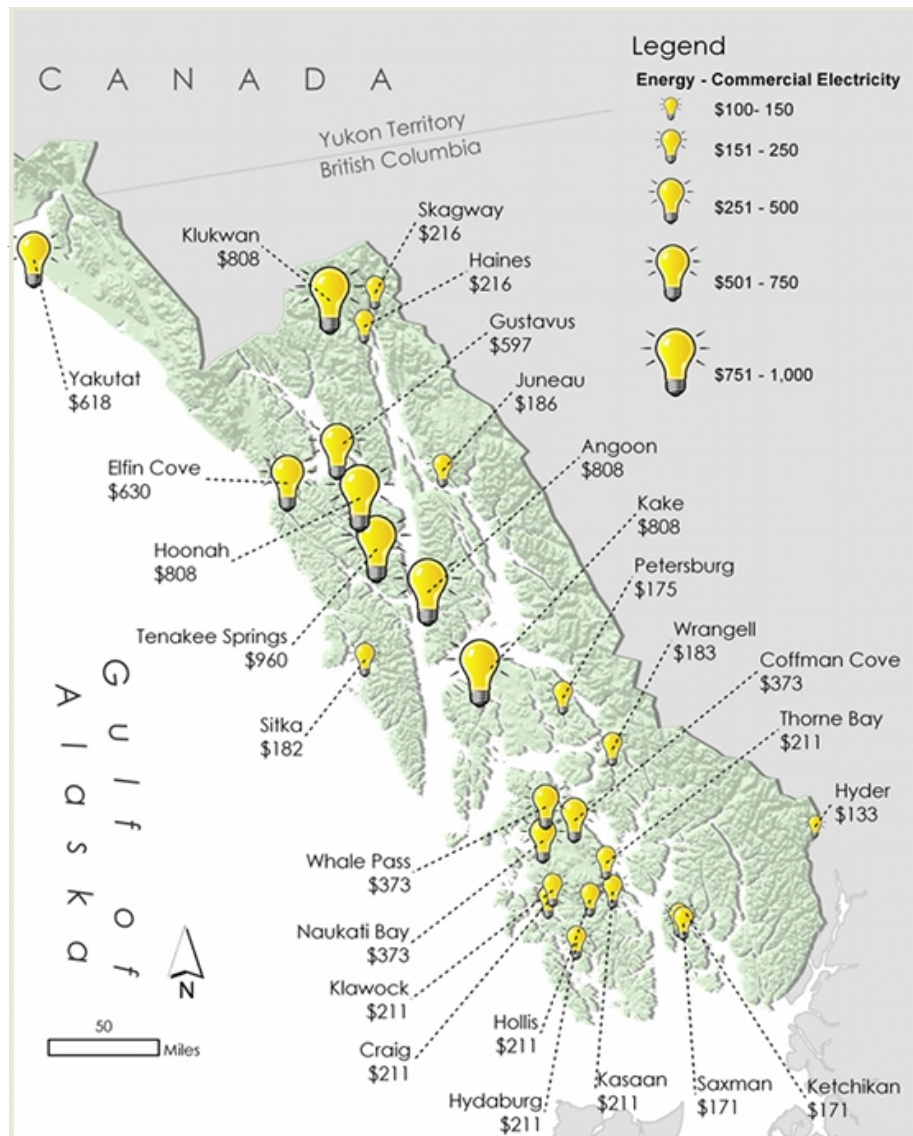 Legend
Energy - Commercial Electricity
$100- 150
$151 - 250
$251 - 500
$501 - 750
$751 - 1,000
C A N A D A
Yukon Territory
British Columbia
Skagway
$216
Klukwan
$808
Haines
$216
Gustavus
$597
Yakutat
$618
Juneau
$186
Angoon
$808
Elfin Cove
$630
Kake
$808
Hoonah
$808
Petersburg
$175
Tenakee Springs
$960
Wrangell
$183
Coffman Cove
$373
Sitka
$182
Thorne Bay
$211
Gulf of
Alaska
Hyder
$133
Whale Pass
$373
Naukati Bay
$373
N
Klawock
$211
50
Miles
Hollis
$211
Craig
$211
Kasaan
$211
Saxman
$171
Ketchikan
$171
Hydaburg
$211